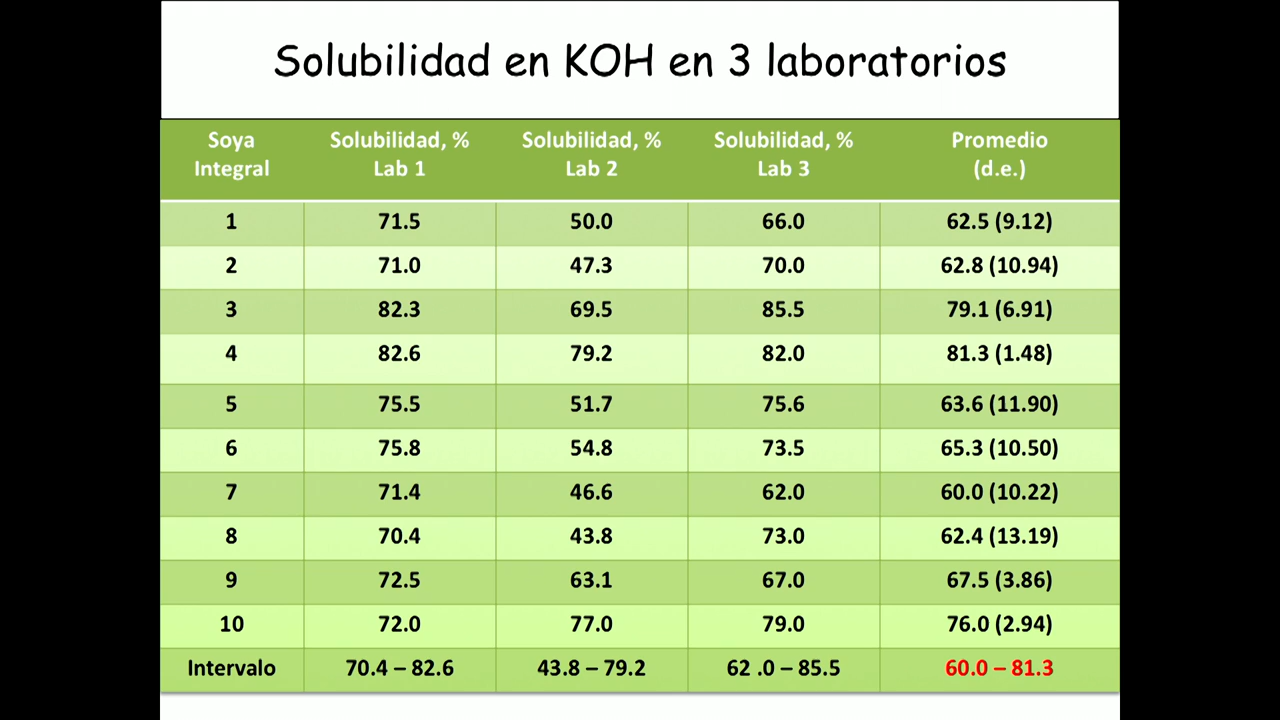 Solubilidad en KOH en 3 laboratorios
Soya Integral Solubilidad, % Lab 1 Solubilidad, % Lab 2 Solubilidad, % Lab 3 Promedio (d.e.)
1 71.5 50.0 66.0 62.5 (9.12)
2 71.0 47.3 70.0 62.8 (10.94)
3 82.3 69.5 85.5 79.1 (6.91)
4 82.6 79.2 82.0 81.3 (1.48)
5 75.5 51.7 75.6 63.6 (11.90)
6 75.8 54.8 73.5 65.3 (10.50)
7 71.4 46.6 62.0 60.0 (10.22)
8 70.4 43.8 73.0 62.4 (13.19)
9 72.5 63.1 67.0 67.5 (3.86)
10 72.0 77.0 79.0 76.0 (2.94)
Intervalo 70.4 – 82.6 43.8 – 79.2 62 .0 – 85.5 60.0 – 81.3